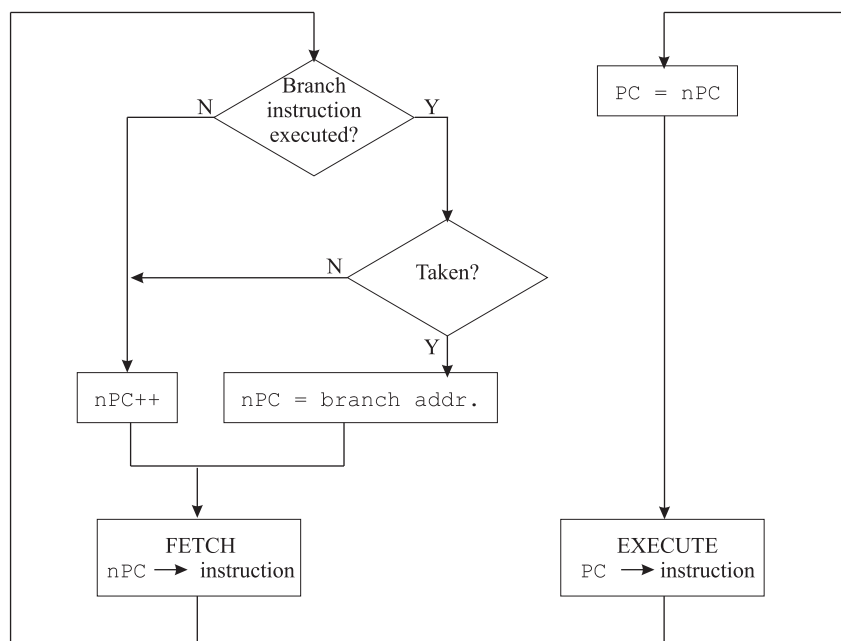 Branch
instruction
executed?
N
Y
PC = nPC
Taken?
N
Y
nPC++
nPC = branch addr.
FETCH
nPC instruction
EXECUTE
PC instruction